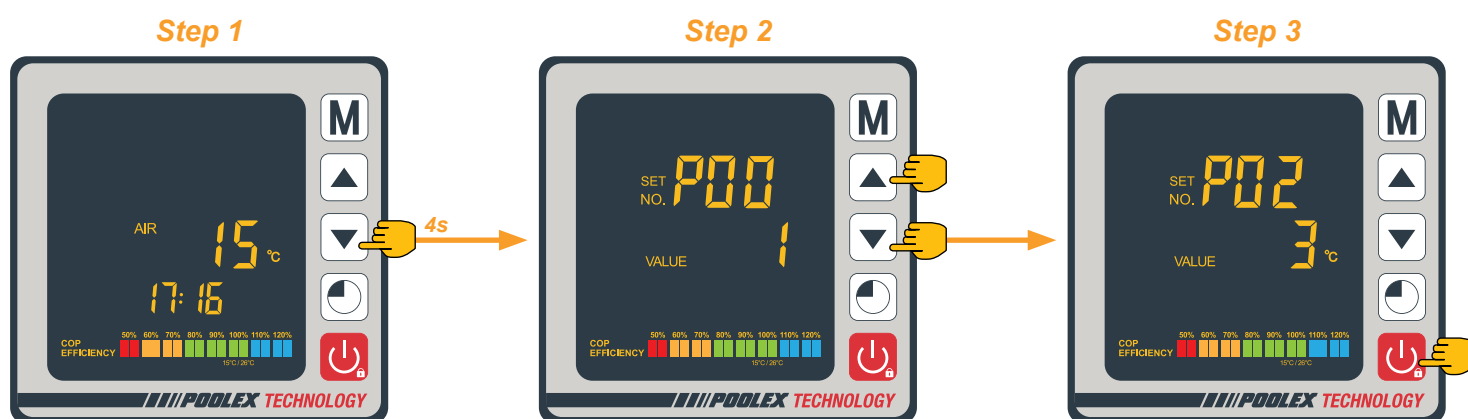 Step 1
Step 2
Step 3
M
AIR
15 °C
17:16
4s
COP
EFFICIENCY
50% 60% 70% 80% 90% 100% 110% 120%
15°C / 26°C
POOLEX TECHNOLOGY
M
SET
NO.
P00
VALUE
1
COP
EFFICIENCY
50% 60% 70% 80% 90% 100% 110% 120%
15°C / 26°C
POOLEX TECHNOLOGY
M
SET
NO.
P02
VALUE
3 °C
COP
EFFICIENCY
50% 60% 70% 80% 90% 100% 110% 120%
15°C / 26°C
POOLEX TECHNOLOGY